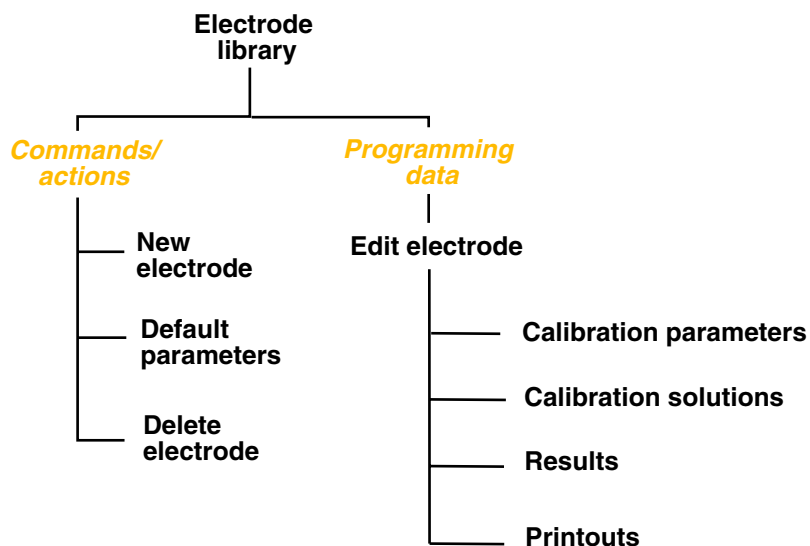 Electrode
library
Commands/
actions
New
electrode
Default
parameters
Delete
electrode
Programming
data
Edit electrode
Calibration parameters
Calibration solutions
Results
Printouts